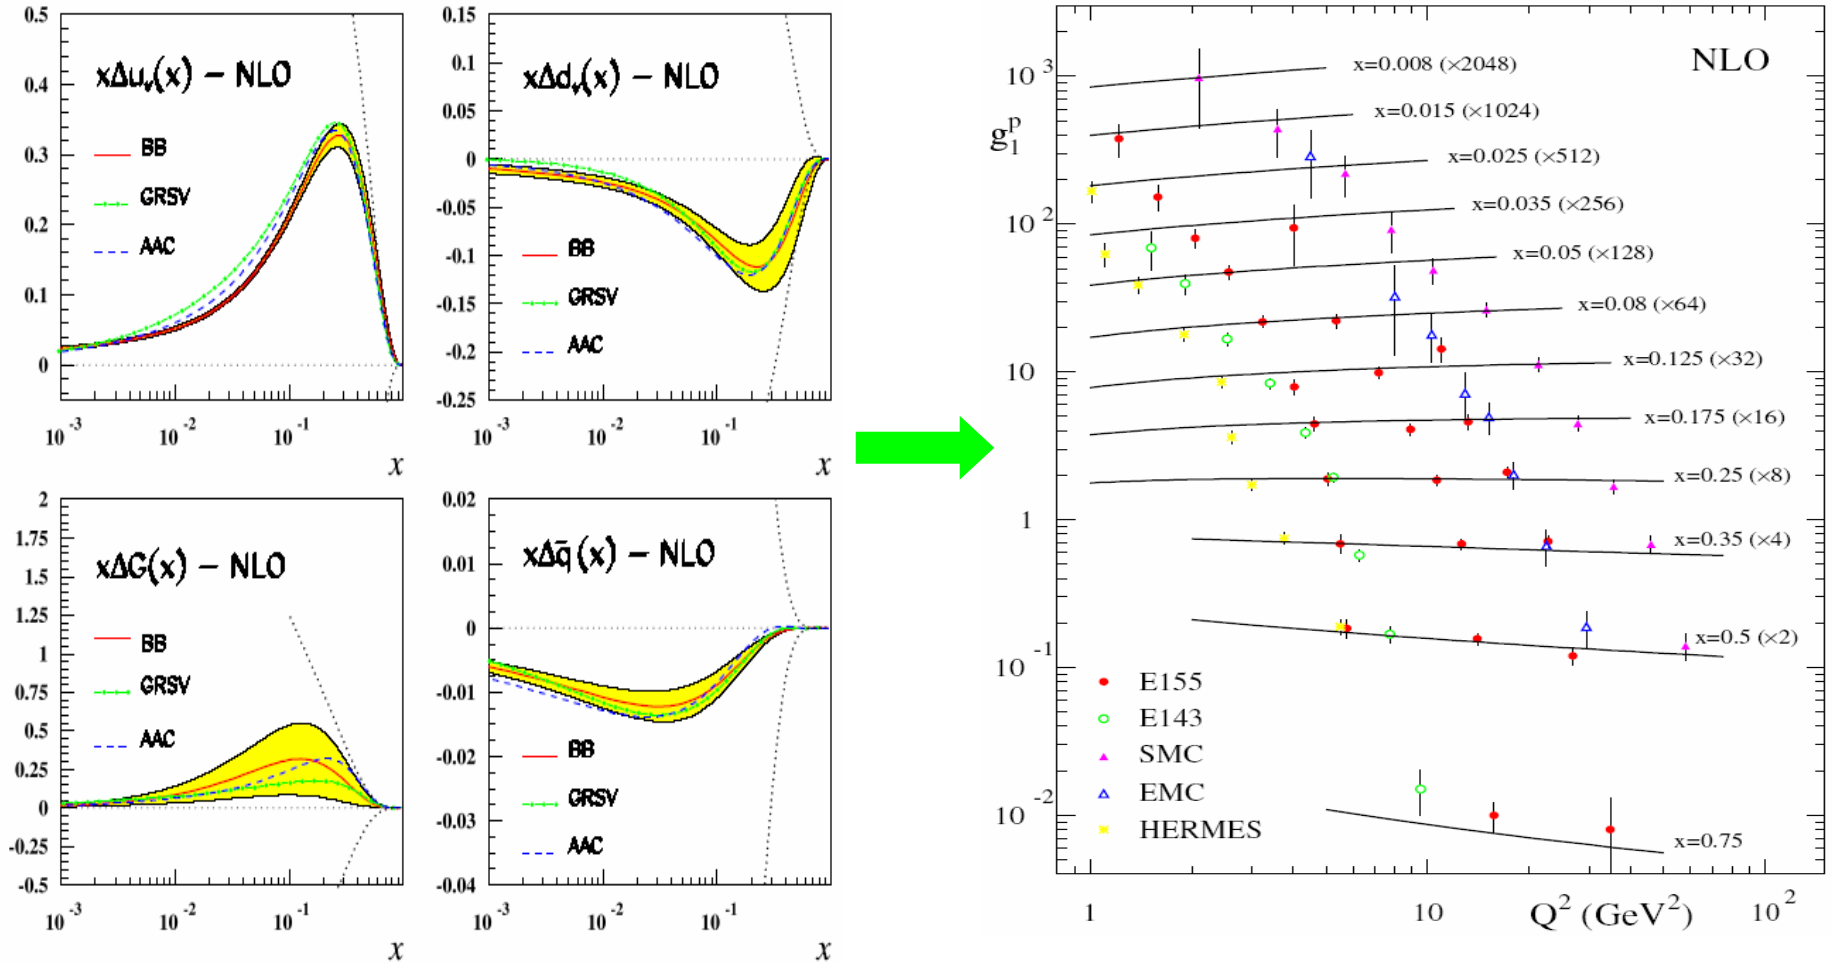 x∆u_v(x) – NLO
BB
GRSV
AAC
0.5
0.4
0.3
0.2
0.1
0
10^-3
10^-2
10^-1
x
x∆d_v(x) – NLO
BB
GRSV
AAC
0.15
0.1
0.05
0
-0.05
-0.1
-0.15
-0.2
-0.25
10^-3
10^-2
10^-1
x
x∆G(x) – NLO
BB
GRSV
AAC
2
1.75
1.5
1.25
1
0.75
0.5
0.25
0
-0.25
-0.5
10^-3
10^-2
10^-1
x
x∆q̄(x) – NLO
BB
GRSV
AAC
0.02
0.01
0
-0.01
-0.02
-0.03
-0.04
10^-3
10^-2
10^-1
x
NLO
g_1^p
10^3
10^2
10
1
10^-1
10^-2
x=0.008 (×2048)
x=0.015 (×1024)
x=0.025 (×512)
x=0.035 (×256)
x=0.05 (×128)
x=0.08 (×64)
x=0.125 (×32)
x=0.175 (×16)
x=0.25 (×8)
x=0.35 (×4)
x=0.5 (×2)
x=0.75
E155
E143
SMC
EMC
HERMES
1
10
Q^2 (GeV^2)
10^2